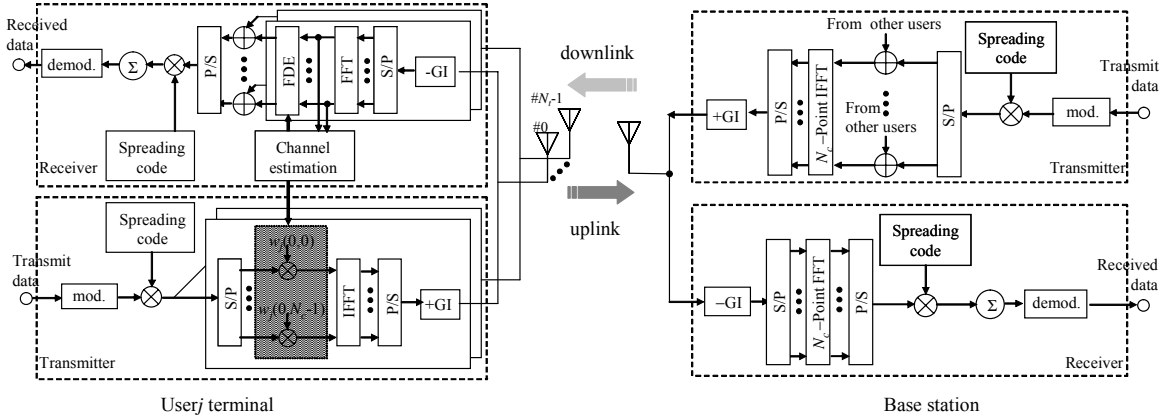 Received
data
demod.
Σ
P/S
FDE
FFT
S/P
-GI
Spreading
code
Channel
estimation
Receiver
Spreading
code
Transmit
data
mod.
S/P
w_j(0,0)
w_j(0,N_c-1)
IFFT
P/S
+GI
Transmitter
User j terminal
downlink
#N_t-1
#0
uplink
From other users
Spreading
code
Transmit
data
+GI
P/S
N_c–Point IFFT
From
other users
S/P
mod.
Transmitter
Spreading
code
Received
data
–GI
S/P
N_c–Point FFT
P/S
Σ
demod.
Receiver
Base station